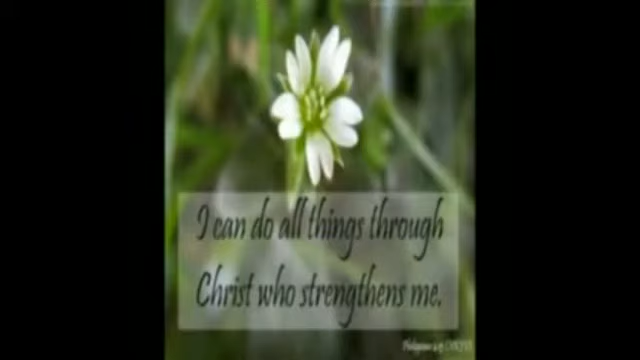 I can do all things through
Christ who strengthens me.